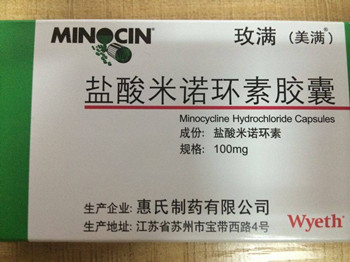 MINOCIN® 玫满（美满®）
盐酸米诺环素胶囊
Minocycline Hydrochloride Capsules
成份: 盐酸米诺环素
规格: 100mg
生产企业: 惠氏制药有限公司
生产地址: 江苏省苏州市宝带西路4号
Wyeth®